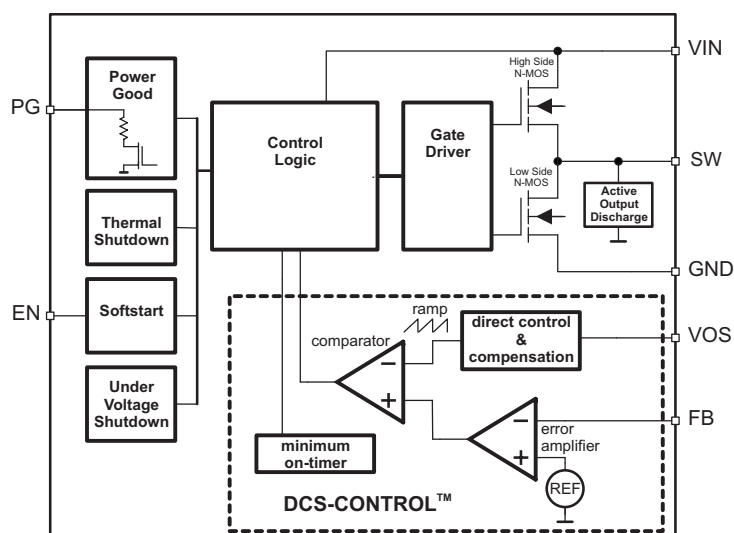 VIN
Power
Good
PG
High Side
N-MOS
Control
Logic
Gate
Driver
SW
Low Side
N-MOS
Active
Output
Discharge
Thermal
Shutdown
GND
EN
Softstart
ramp
direct control
&
compensation
VOS
comparator
Under
Voltage
Shutdown
–
+
FB
minimum
on-timer
–
+
error
amplifier
REF
DCS-CONTROL™